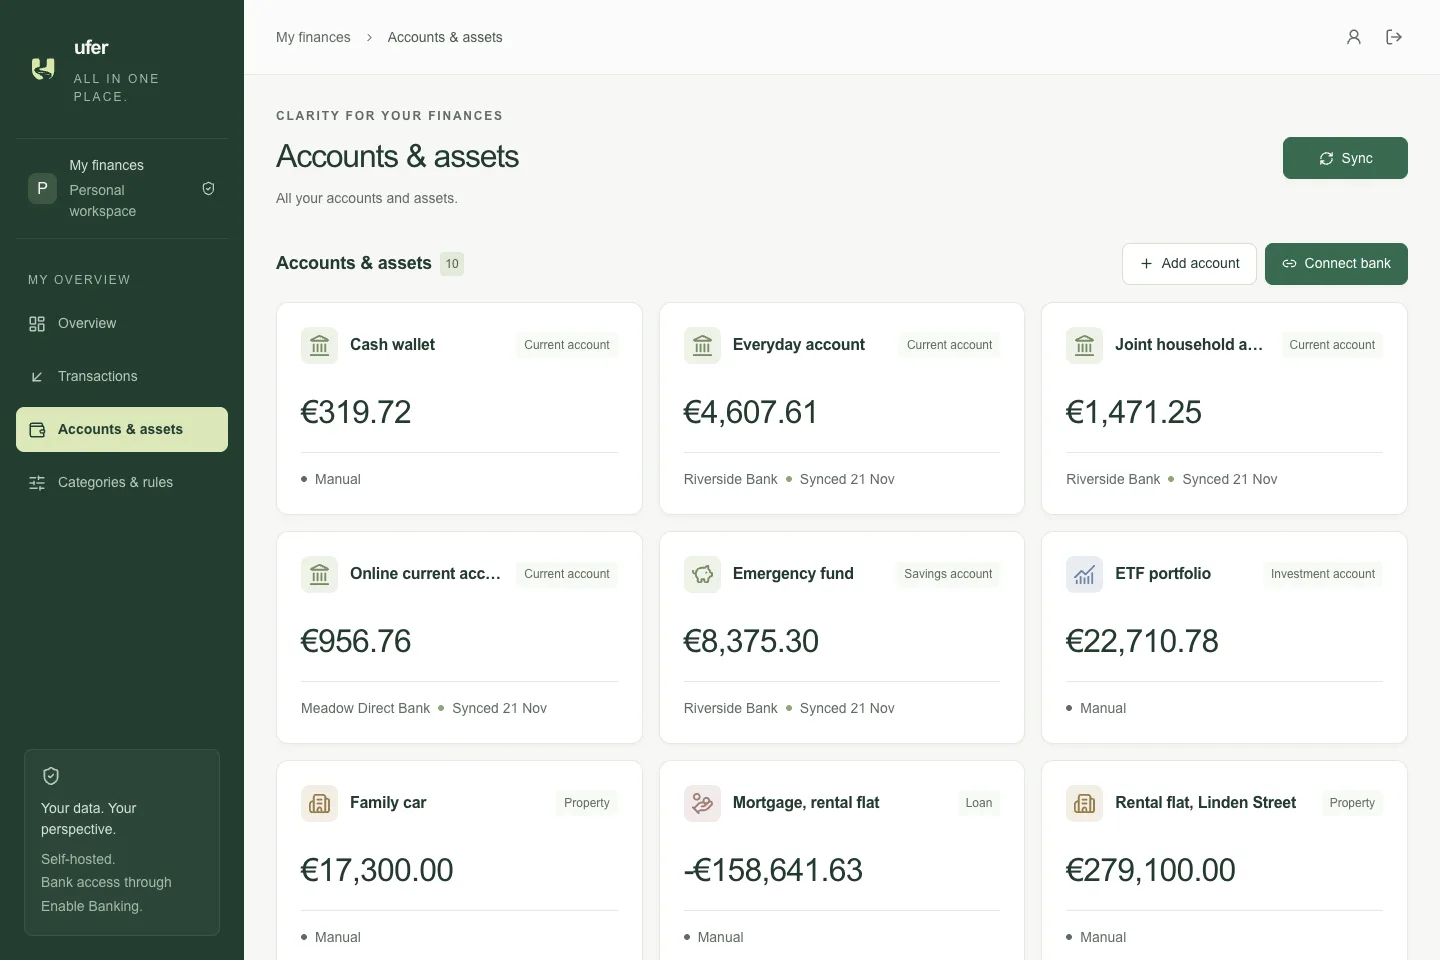 ufer
ALL IN ONE
PLACE.
P
My finances
Personal
workspace
MY OVERVIEW
Overview
Transactions
Accounts & assets
Categories & rules
Your data. Your
perspective.
Self-hosted.
Bank access through
Enable Banking.
My finances > Accounts & assets
CLARITY FOR YOUR FINANCES
Accounts & assets
All your accounts and assets.
Sync
Accounts & assets 10
Add account
Connect bank
Cash wallet
Current account
€319.72
Manual
Everyday account
Current account
€4,607.61
Riverside Bank • Synced 21 Nov
Joint household a…
Current account
€1,471.25
Riverside Bank • Synced 21 Nov
Online current acc…
Current account
€956.76
Meadow Direct Bank • Synced 21 Nov
Emergency fund
Savings account
€8,375.30
Riverside Bank • Synced 21 Nov
ETF portfolio
Investment account
€22,710.78
Manual
Family car
Property
€17,300.00
Manual
Mortgage, rental flat
Loan
-€158,641.63
Manual
Rental flat, Linden Street
Property
€279,100.00
Manual